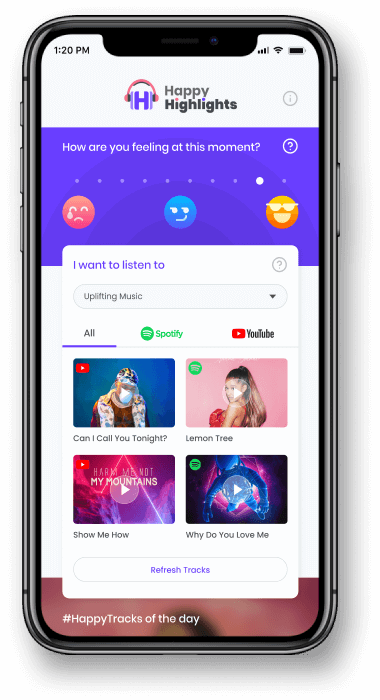 1:20 PM
H
Happy
Highlights
How are you feeling at this moment?
I want to listen to
Uplifting Music
All
Spotify
YouTube
Can I Call You Tonight?
Lemon Tree
HARM ME NOT
MY MOUNTAINS
Show Me How
Why Do You Love Me
Refresh Tracks
#HappyTracks of the day